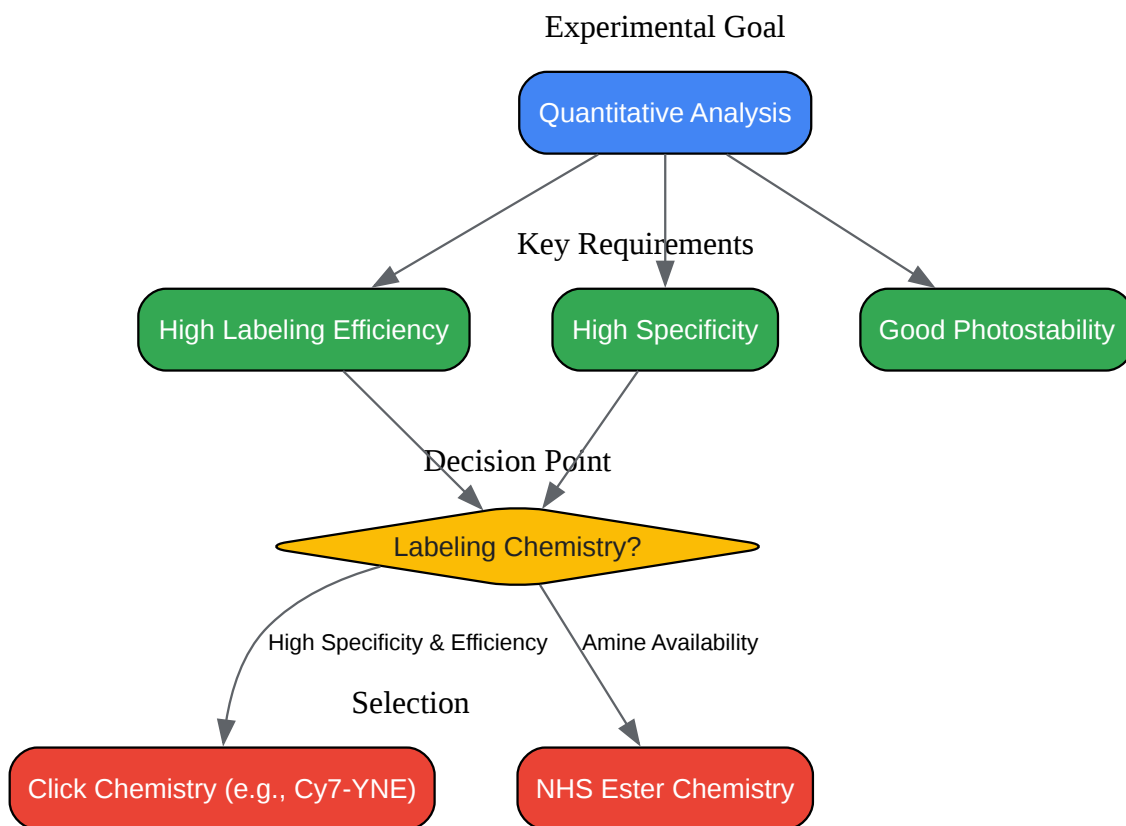 Experimental Goal
Quantitative Analysis
Key Requirements
High Labeling Efficiency
High Specificity
Good Photostability
Decision Point
Labeling Chemistry?
High Specificity & Efficiency
Amine Availability
Selection
Click Chemistry (e.g., Cy7-YNE)
NHS Ester Chemistry